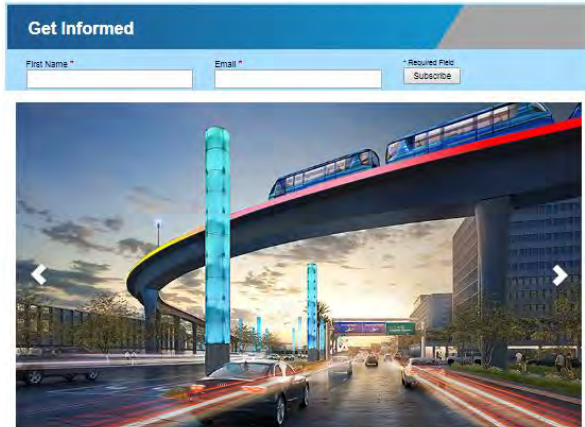 Get Informed
First Name *
Email *
* Required Field
Subscribe